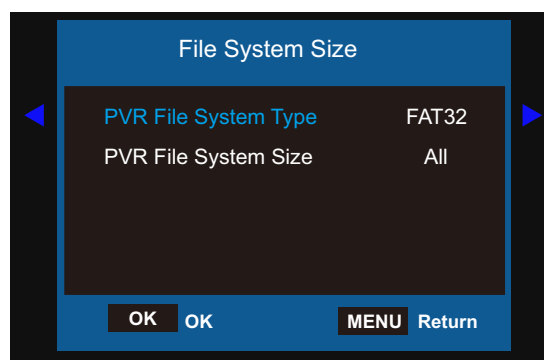 File System Size
PVR File System Type FAT32
PVR File System Size All
OK OK MENU Return